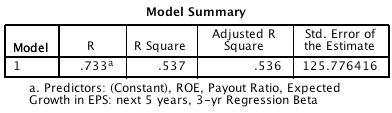 Model Summary
Model R R Square Adjusted R Square Std. Error of the Estimate
1 .733a .537 .536 125.776416
a. Predictors: (Constant), ROE, Payout Ratio, Expected
Growth in EPS: next 5 years, 3-yr Regression Beta